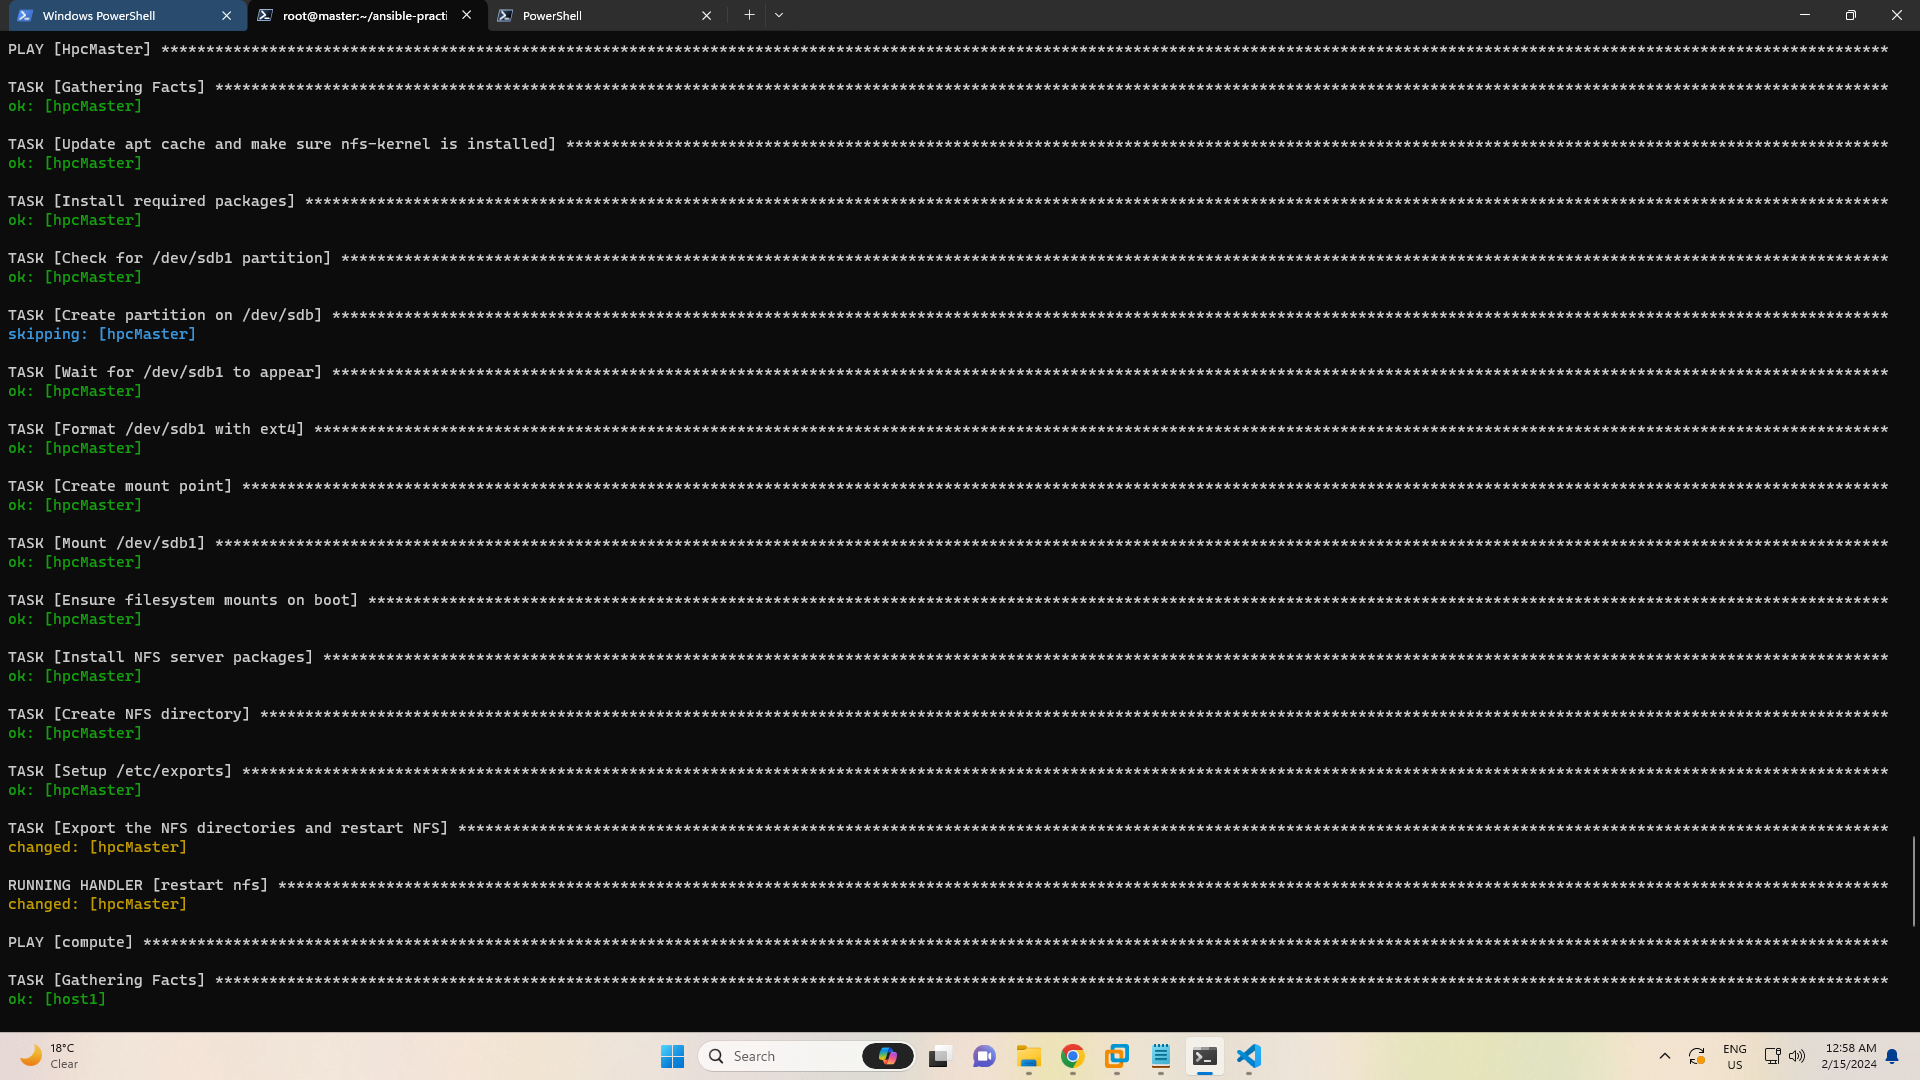 Windows PowerShell
root@master:~/ansible-practi
PowerShell
PLAY [HpcMaster] ************************************************************************************************************************************************************************************************
TASK [Gathering Facts] ******************************************************************************************************************************************************************************************
ok: [hpcMaster]
TASK [Update apt cache and make sure nfs-kernel is installed] ***************************************************************************************************************************************************
ok: [hpcMaster]
TASK [Install required packages] ********************************************************************************************************************************************************************************
ok: [hpcMaster]
TASK [Check for /dev/sdb1 partition] ****************************************************************************************************************************************************************************
ok: [hpcMaster]
TASK [Create partition on /dev/sdb] *****************************************************************************************************************************************************************************
skipping: [hpcMaster]
TASK [Wait for /dev/sdb1 to appear] *****************************************************************************************************************************************************************************
ok: [hpcMaster]
TASK [Format /dev/sdb1 with ext4] *******************************************************************************************************************************************************************************
ok: [hpcMaster]
TASK [Create mount point] ***************************************************************************************************************************************************************************************
ok: [hpcMaster]
TASK [Mount /dev/sdb1] ******************************************************************************************************************************************************************************************
ok: [hpcMaster]
TASK [Ensure filesystem mounts on boot] *************************************************************************************************************************************************************************
ok: [hpcMaster]
TASK [Install NFS server packages] ******************************************************************************************************************************************************************************
ok: [hpcMaster]
TASK [Create NFS directory] *************************************************************************************************************************************************************************************
ok: [hpcMaster]
TASK [Setup /etc/exports] ***************************************************************************************************************************************************************************************
ok: [hpcMaster]
TASK [Export the NFS directories and restart NFS] ***************************************************************************************************************************************************************
changed: [hpcMaster]
RUNNING HANDLER [restart nfs] ***********************************************************************************************************************************************************************************
changed: [hpcMaster]
PLAY [compute] **************************************************************************************************************************************************************************************************
TASK [Gathering Facts] ******************************************************************************************************************************************************************************************
ok: [host1]
18°C
Clear
Search
ENG
US
12:58 AM
2/15/2024